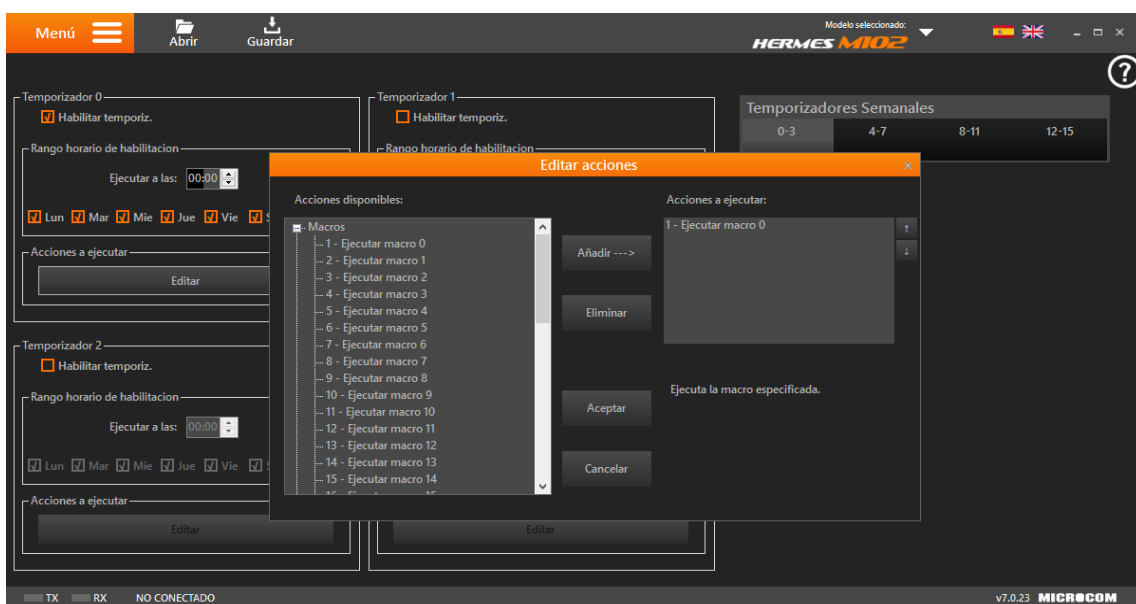 Menú
Abrir
Guardar
Modelo seleccionado:
HERMES M102
Temporizador 0
Habilitar temporiz.
Rango horario de habilitacion
Ejecutar a las: 00:00
Lun Mar Mie Jue Vie
Acciones a ejecutar
Editar
Temporizador 1
Habilitar temporiz.
Rango horario de habilitacion
Temporizadores Semanales
0-3 4-7 8-11 12-15
Editar acciones
Acciones disponibles:
Macros
1 - Ejecutar macro 0
2 - Ejecutar macro 1
3 - Ejecutar macro 2
4 - Ejecutar macro 3
5 - Ejecutar macro 4
6 - Ejecutar macro 5
7 - Ejecutar macro 6
8 - Ejecutar macro 7
9 - Ejecutar macro 8
10 - Ejecutar macro 9
11 - Ejecutar macro 10
12 - Ejecutar macro 11
13 - Ejecutar macro 12
14 - Ejecutar macro 13
15 - Ejecutar macro 14
Añadir --->
Eliminar
Aceptar
Cancelar
Acciones a ejecutar:
1 - Ejecutar macro 0
Ejecuta la macro especificada.
Temporizador 2
Habilitar temporiz.
Rango horario de habilitacion
Ejecutar a las: 00:00
Lun Mar Mie Jue Vie
Acciones a ejecutar
Editar
Editar
TX RX NO CONECTADO
v7.0.23 MICROCOM